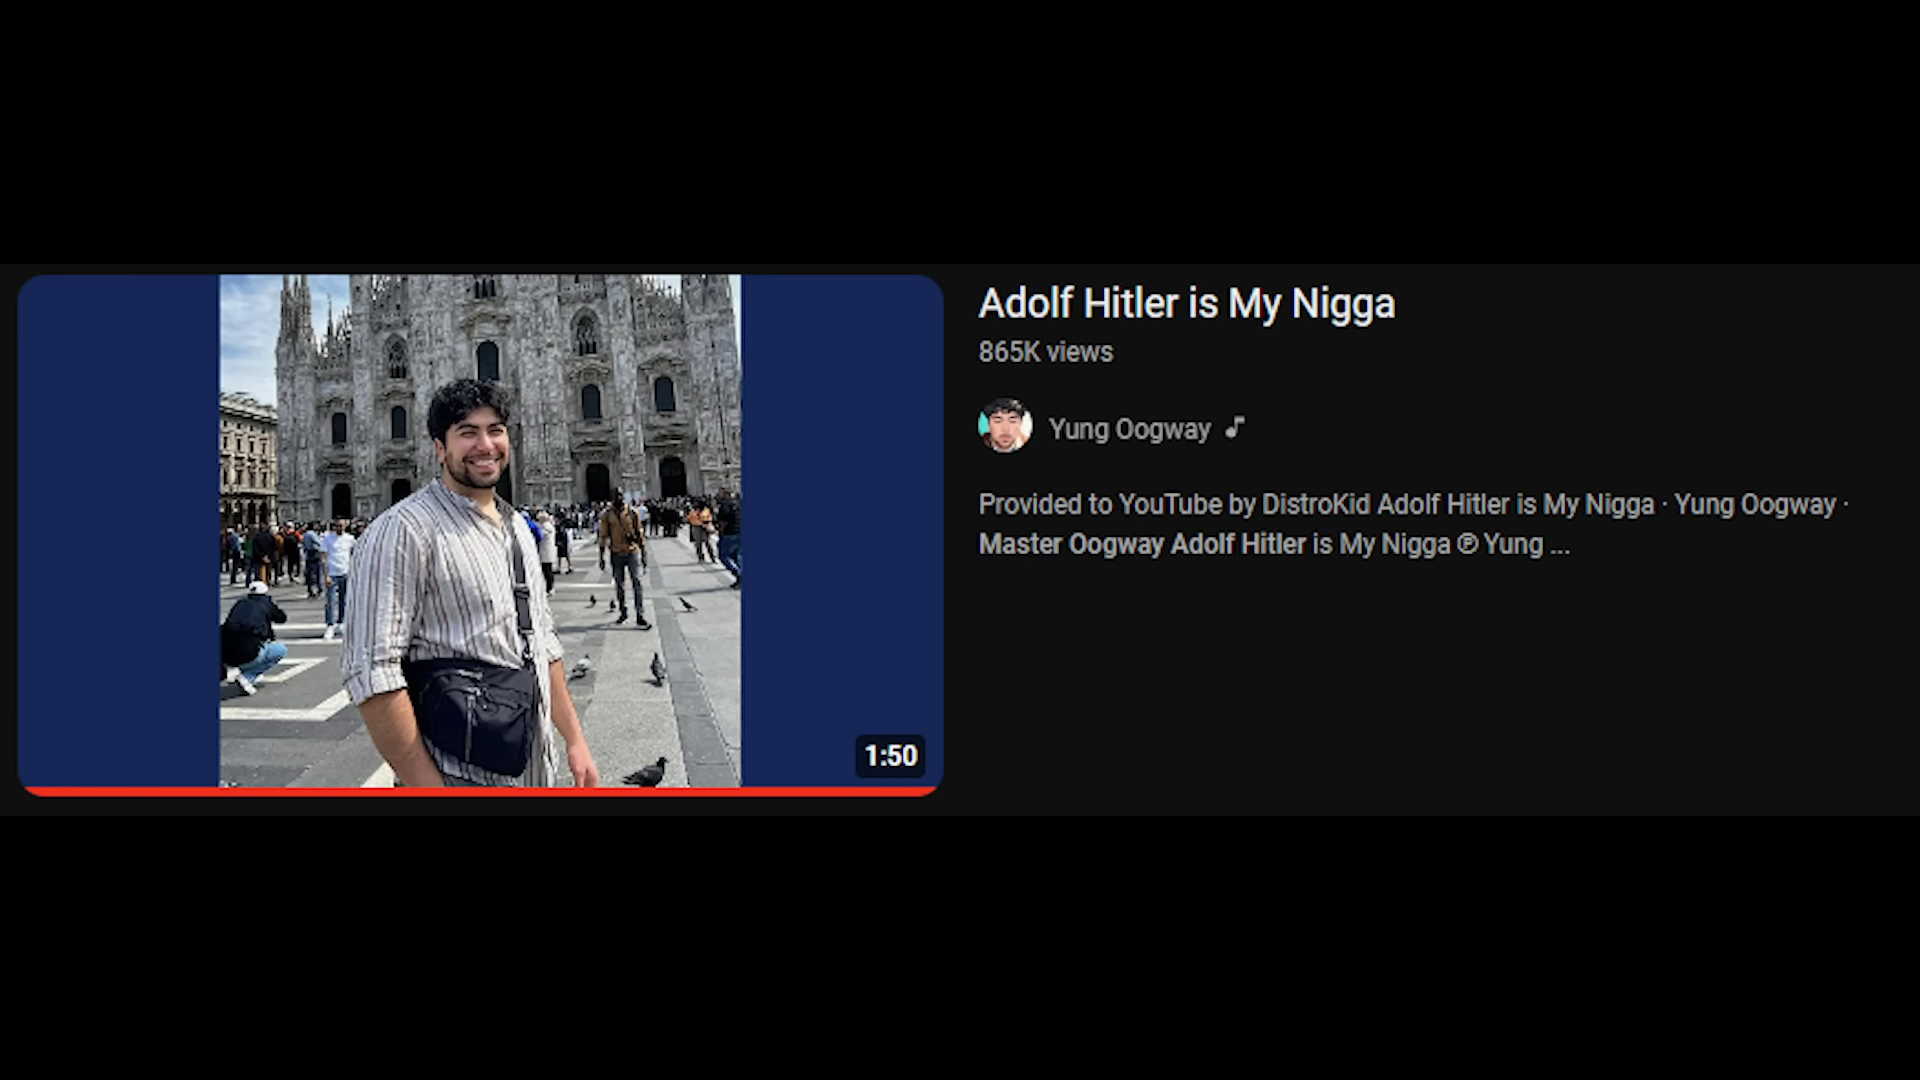 Adolf Hitler is My Nigga
865K views
Yung Oogway
Provided to YouTube by DistroKid Adolf Hitler is My Nigga · Yung Oogway ·
Master Oogway Adolf Hitler is My Nigga ℗ Yung ...
1:50